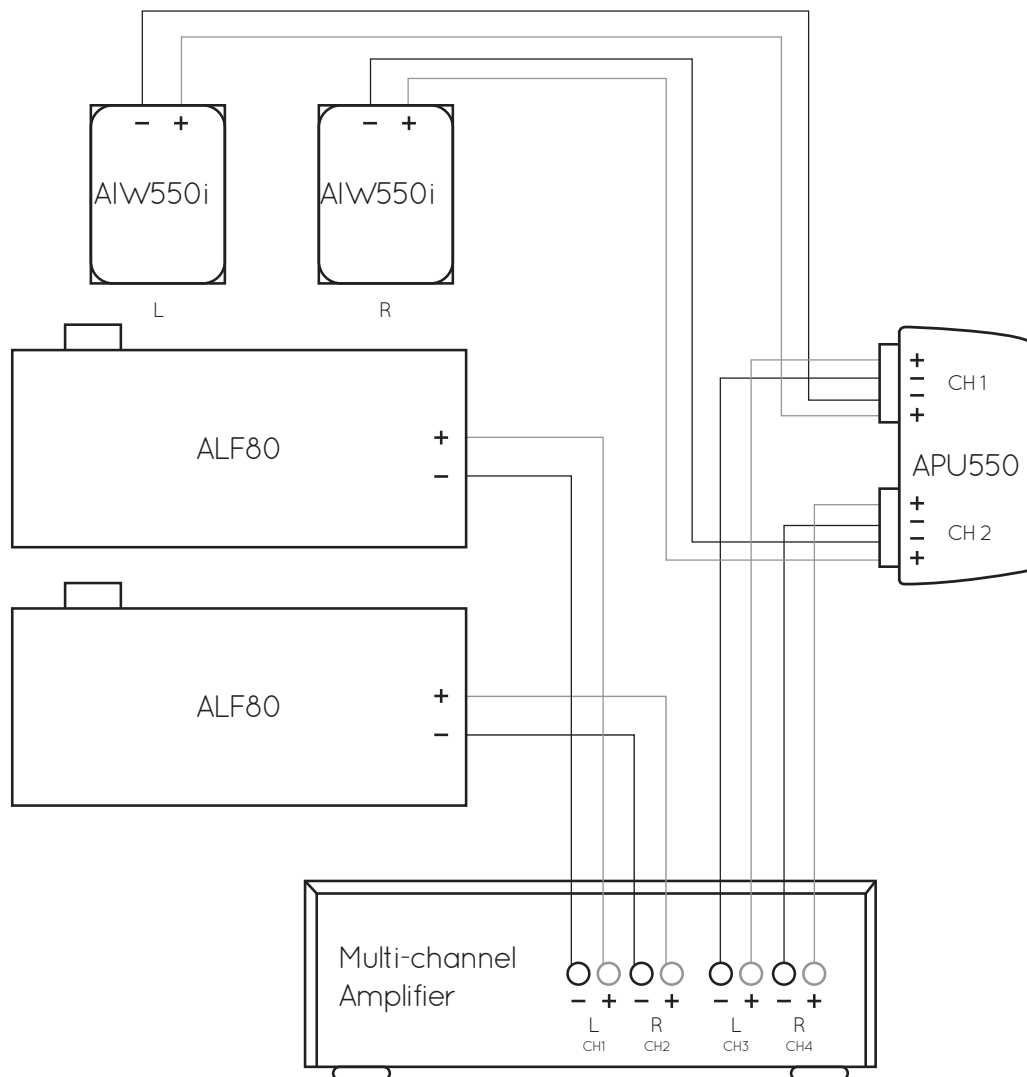 − +
AIW550i
L
− +
AIW550i
R
+
−
ALF80
+
−
ALF80
+
−
−
+
CH 1
APU550
+
−
−
+
CH 2
Multi-channel
Amplifier
− + − + − + − +
L R L R
CH1 CH2 CH3 CH4